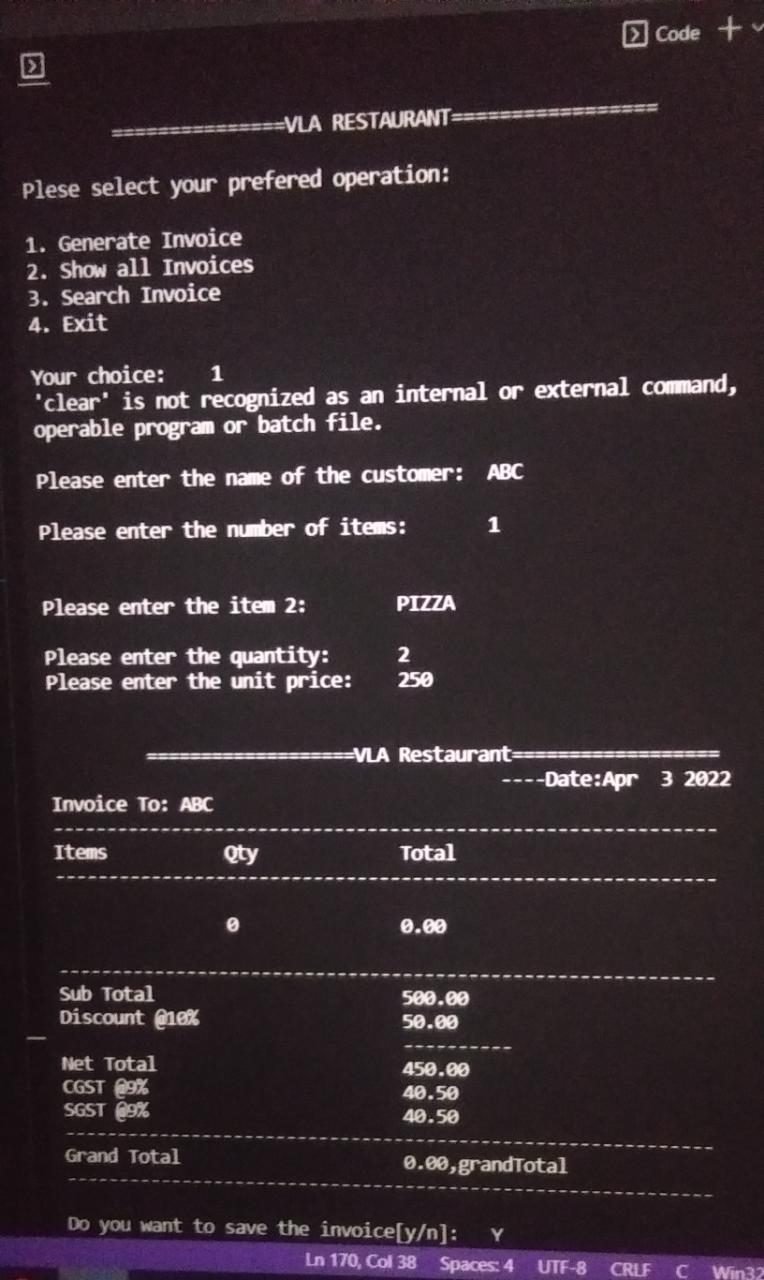 Code
===============VLA RESTAURANT==================
Plese select your prefered operation:
1. Generate Invoice
2. Show all Invoices
3. Search Invoice
4. Exit
Your choice: 1
'clear' is not recognized as an internal or external command,
operable program or batch file.
Please enter the name of the customer: ABC
Please enter the number of items: 1
Please enter the item 2: PIZZA
Please enter the quantity: 2
Please enter the unit price: 250
==================VLA Restaurant==================
----Date:Apr  3 2022
Invoice To: ABC
---------------------------------------------------------
Items Qty Total
---------------------------------------------------------
0 0.00
---------------------------------------------------------
Sub Total 500.00
Discount @10% 50.00
----------
Net Total 450.00
CGST @9% 40.50
SGST @9% 40.50
---------------------------------------------------------
Grand Total 0.00,grandTotal
---------------------------------------------------------
Do you want to save the invoice[y/n]: Y
Ln 170, Col 38 Spaces: 4 UTF-8 CRLF C Win32